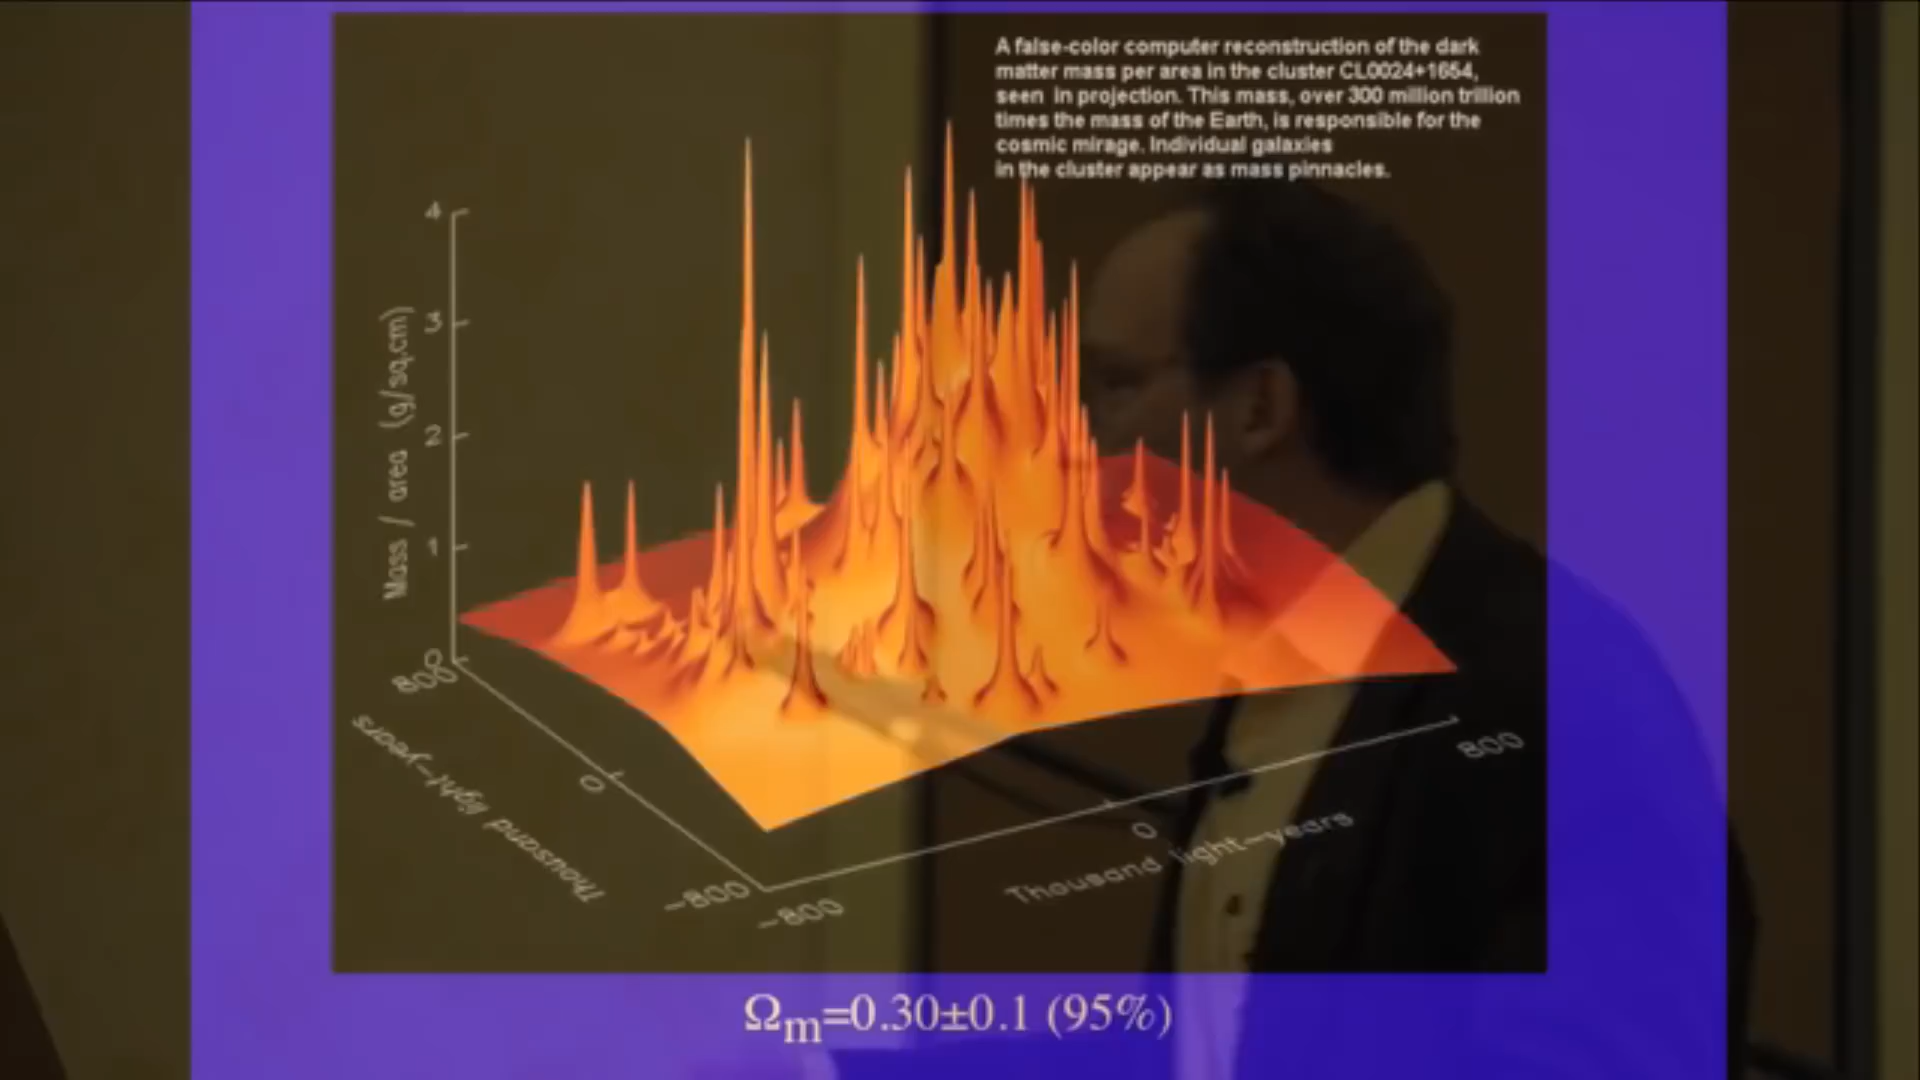 A false-color computer reconstruction of the dark
matter mass per area in the cluster CL0024+1654,
seen in projection. This mass, over 300 million trillion
times the mass of the Earth, is responsible for the
cosmic mirage. Individual galaxies
in the cluster appear as mass pinnacles.
4
3
2
1
0
Mass / area (g/sq.cm)
800
0
-800
Thousand light-years
-800
0
800
Thousand light-years
Ωm=0.30±0.1 (95%)